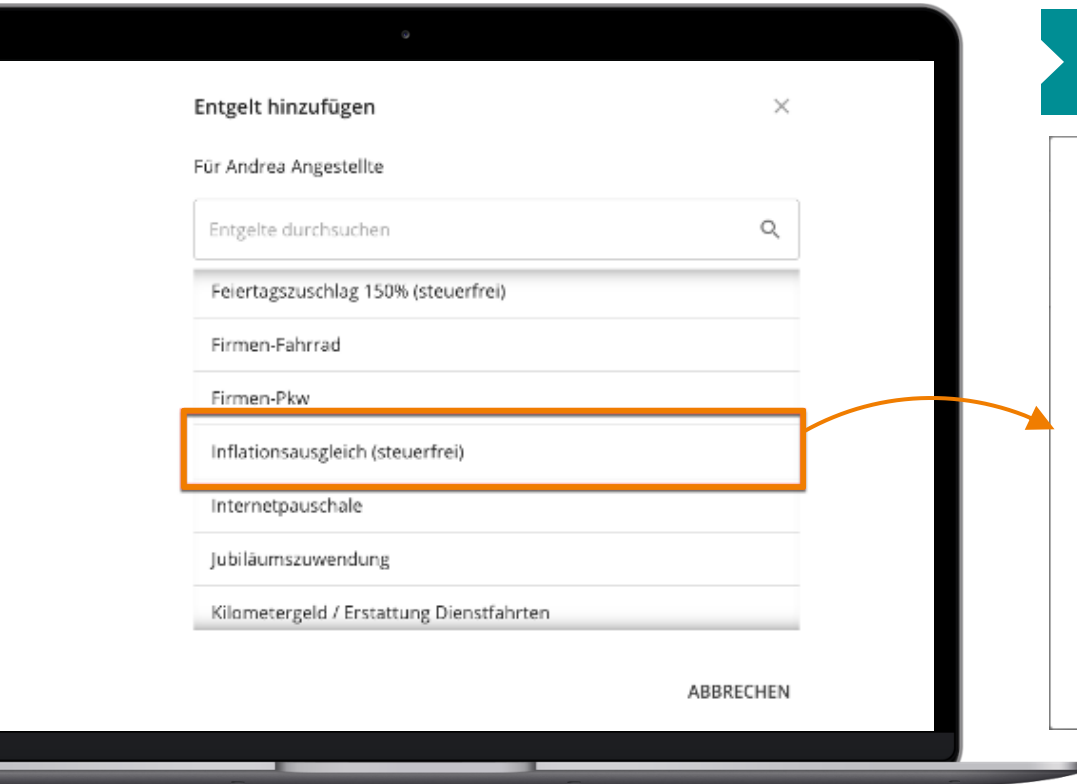 Entgelt hinzufügen
Für Andrea Angestellte
Entgelte durchsuchen
Feiertagszuschlag 150% (steuerfrei)
Firmen-Fahrrad
Firmen-Pkw
Inflationsausgleich (steuerfrei)
Internetpauschale
Jubiläumszuwendung
Kilometergeld / Erstattung Dienstfahrten
ABBRECHEN